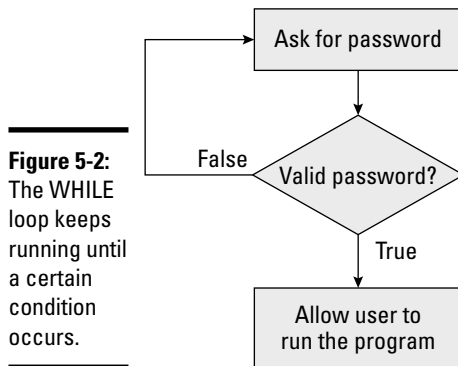 Ask for password
False
Valid password?
True
Allow user to
run the program
Figure 5-2:
The WHILE
loop keeps
running until
a certain
condition
occurs.